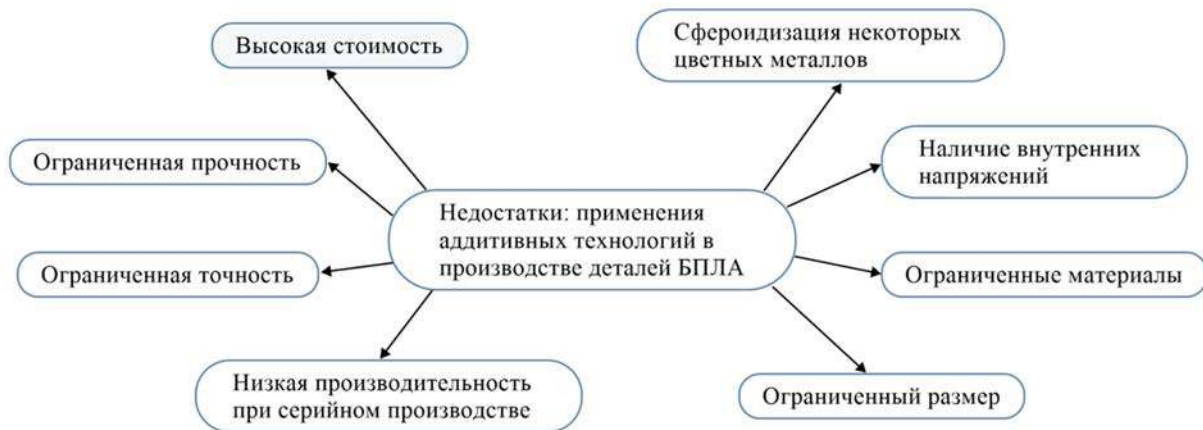 Высокая стоимость
Сфероидизация некоторых
цветных металлов
Ограниченная прочность
Наличие внутренних
напряжений
Недостатки: применения
аддитивных технологий в
производстве деталей БПЛА
Ограниченная точность
Ограниченные материалы
Низкая производительность
при серийном производстве
Ограниченный размер